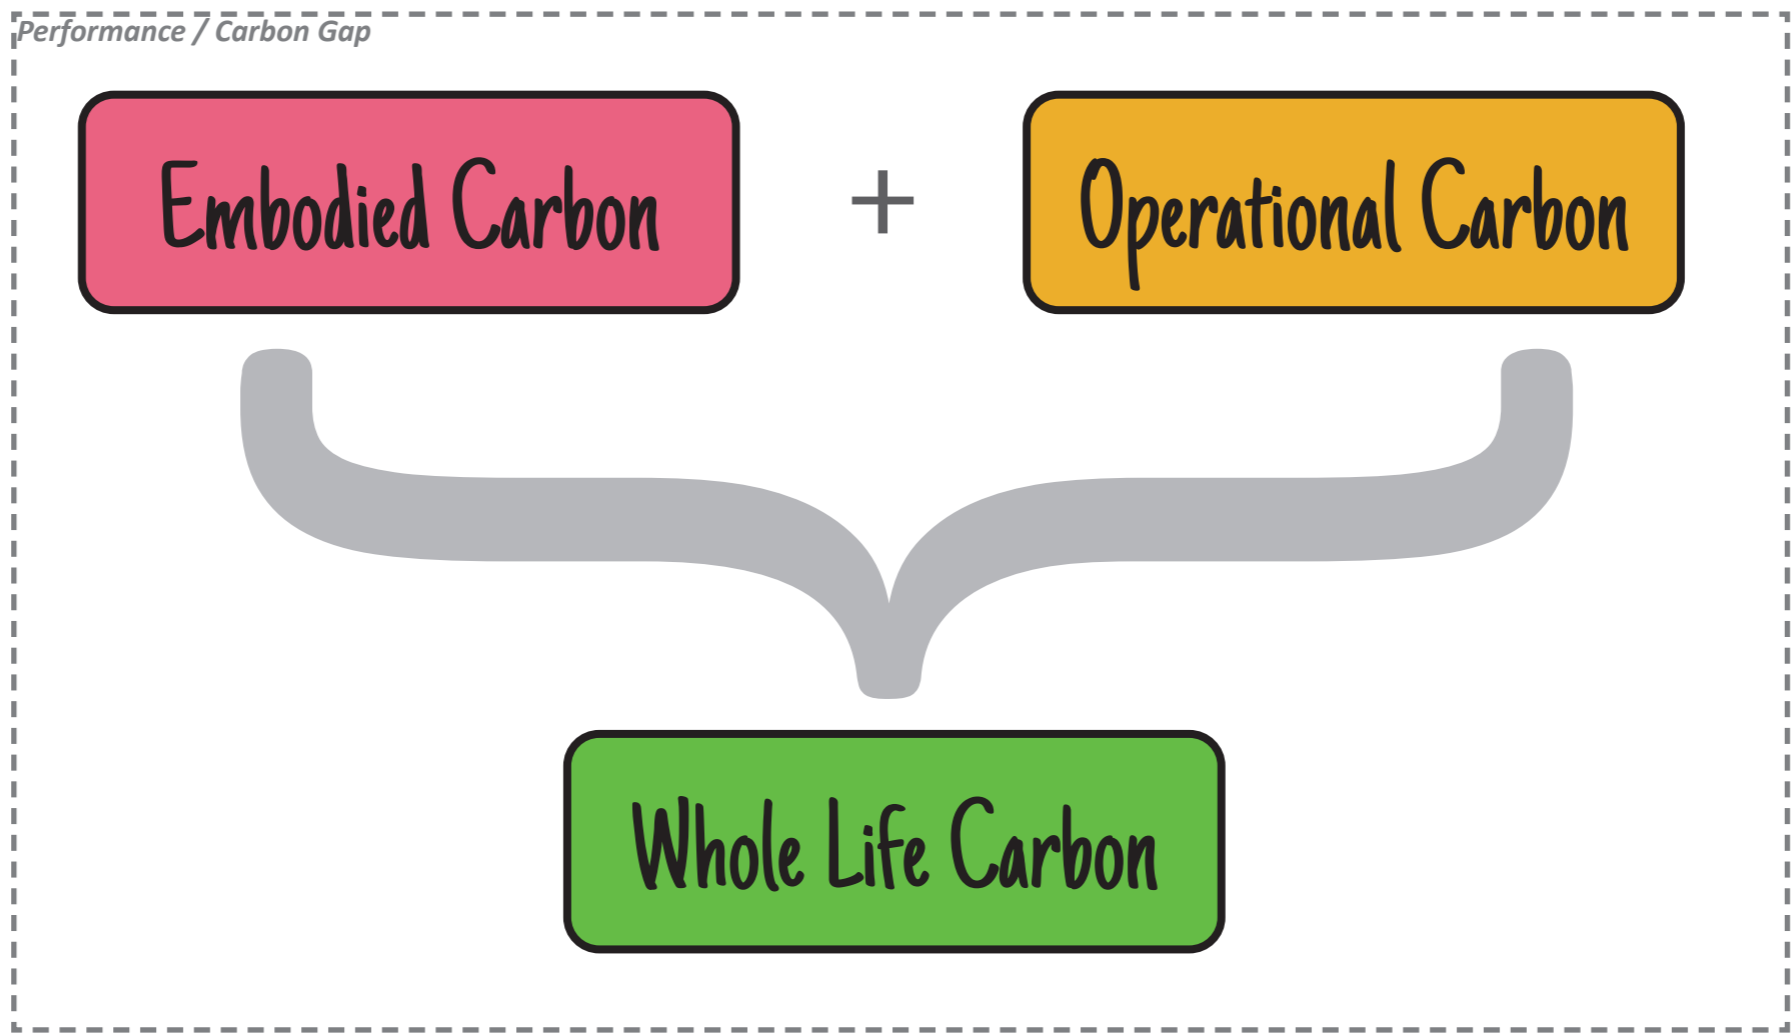 Performance / Carbon Gap
Embodied Carbon + Operational Carbon
Whole Life Carbon